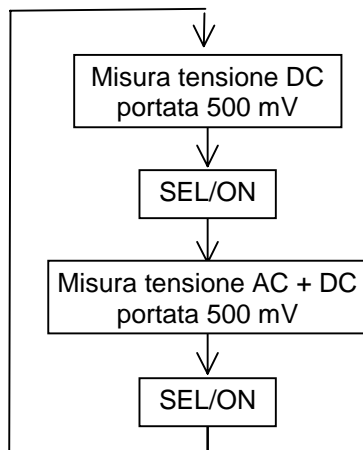 Misura tensione DC
portata 500 mV
SEL/ON
Misura tensione AC + DC
portata 500 mV
SEL/ON